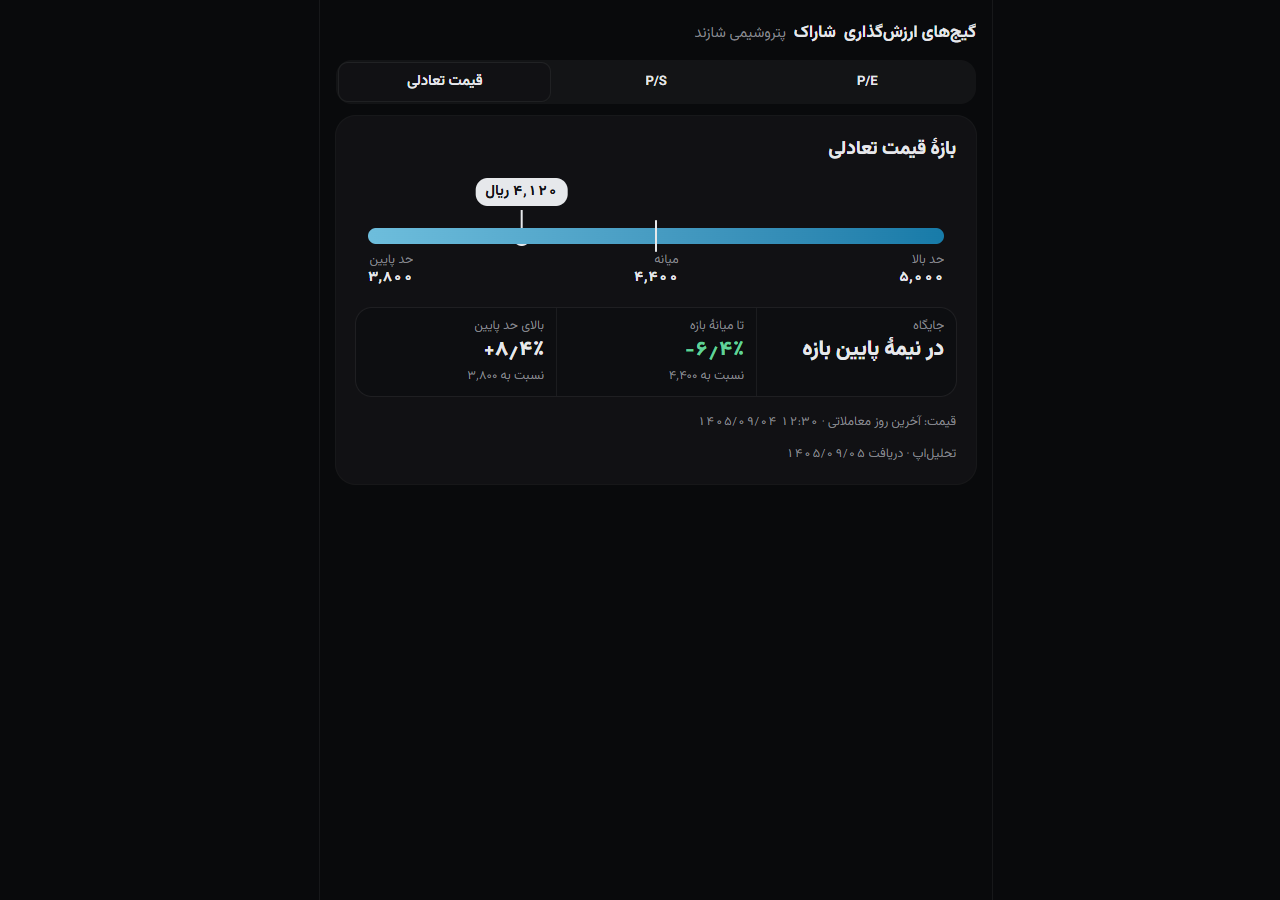 گیج‌های ارزش‌گذاری شاراک پتروشیمی شازند
P/E
P/S
قیمت تعادلی
بازهٔ قیمت تعادلی
۴,۱۲۰ ریال
حد بالا
۵,۰۰۰
میانه
۴,۴۰۰
حد پایین
۳,۸۰۰
جایگاه
در نیمهٔ پایین بازه
تا میانهٔ بازه
-۶٫۴٪
نسبت به ۴,۴۰۰
بالای حد پایین
+۸٫۴٪
نسبت به ۳,۸۰۰
قیمت: آخرین روز معاملاتی · ۱۴۰۵/۰۹/۰۴ ۱۲:۳۰
تحلیل‌اپ · دریافت ۱۴۰۵/۰۹/۰۵